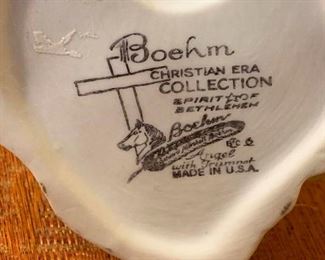 Boehm
CHRISTIAN ERA
COLLECTION
SPIRIT OF
BETHLEHEM
Boehm
Angel
with Trumpet
MADE IN U.S.A.